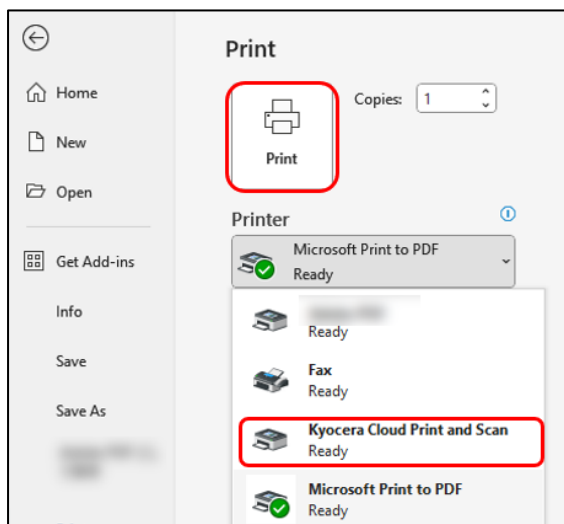 Print
Home
New
Open
Get Add-ins
Info
Save
Save As
Print
Copies: 1
Printer
Microsoft Print to PDF
Ready
Ready
Fax
Ready
Kyocera Cloud Print and Scan
Ready
Microsoft Print to PDF
Ready